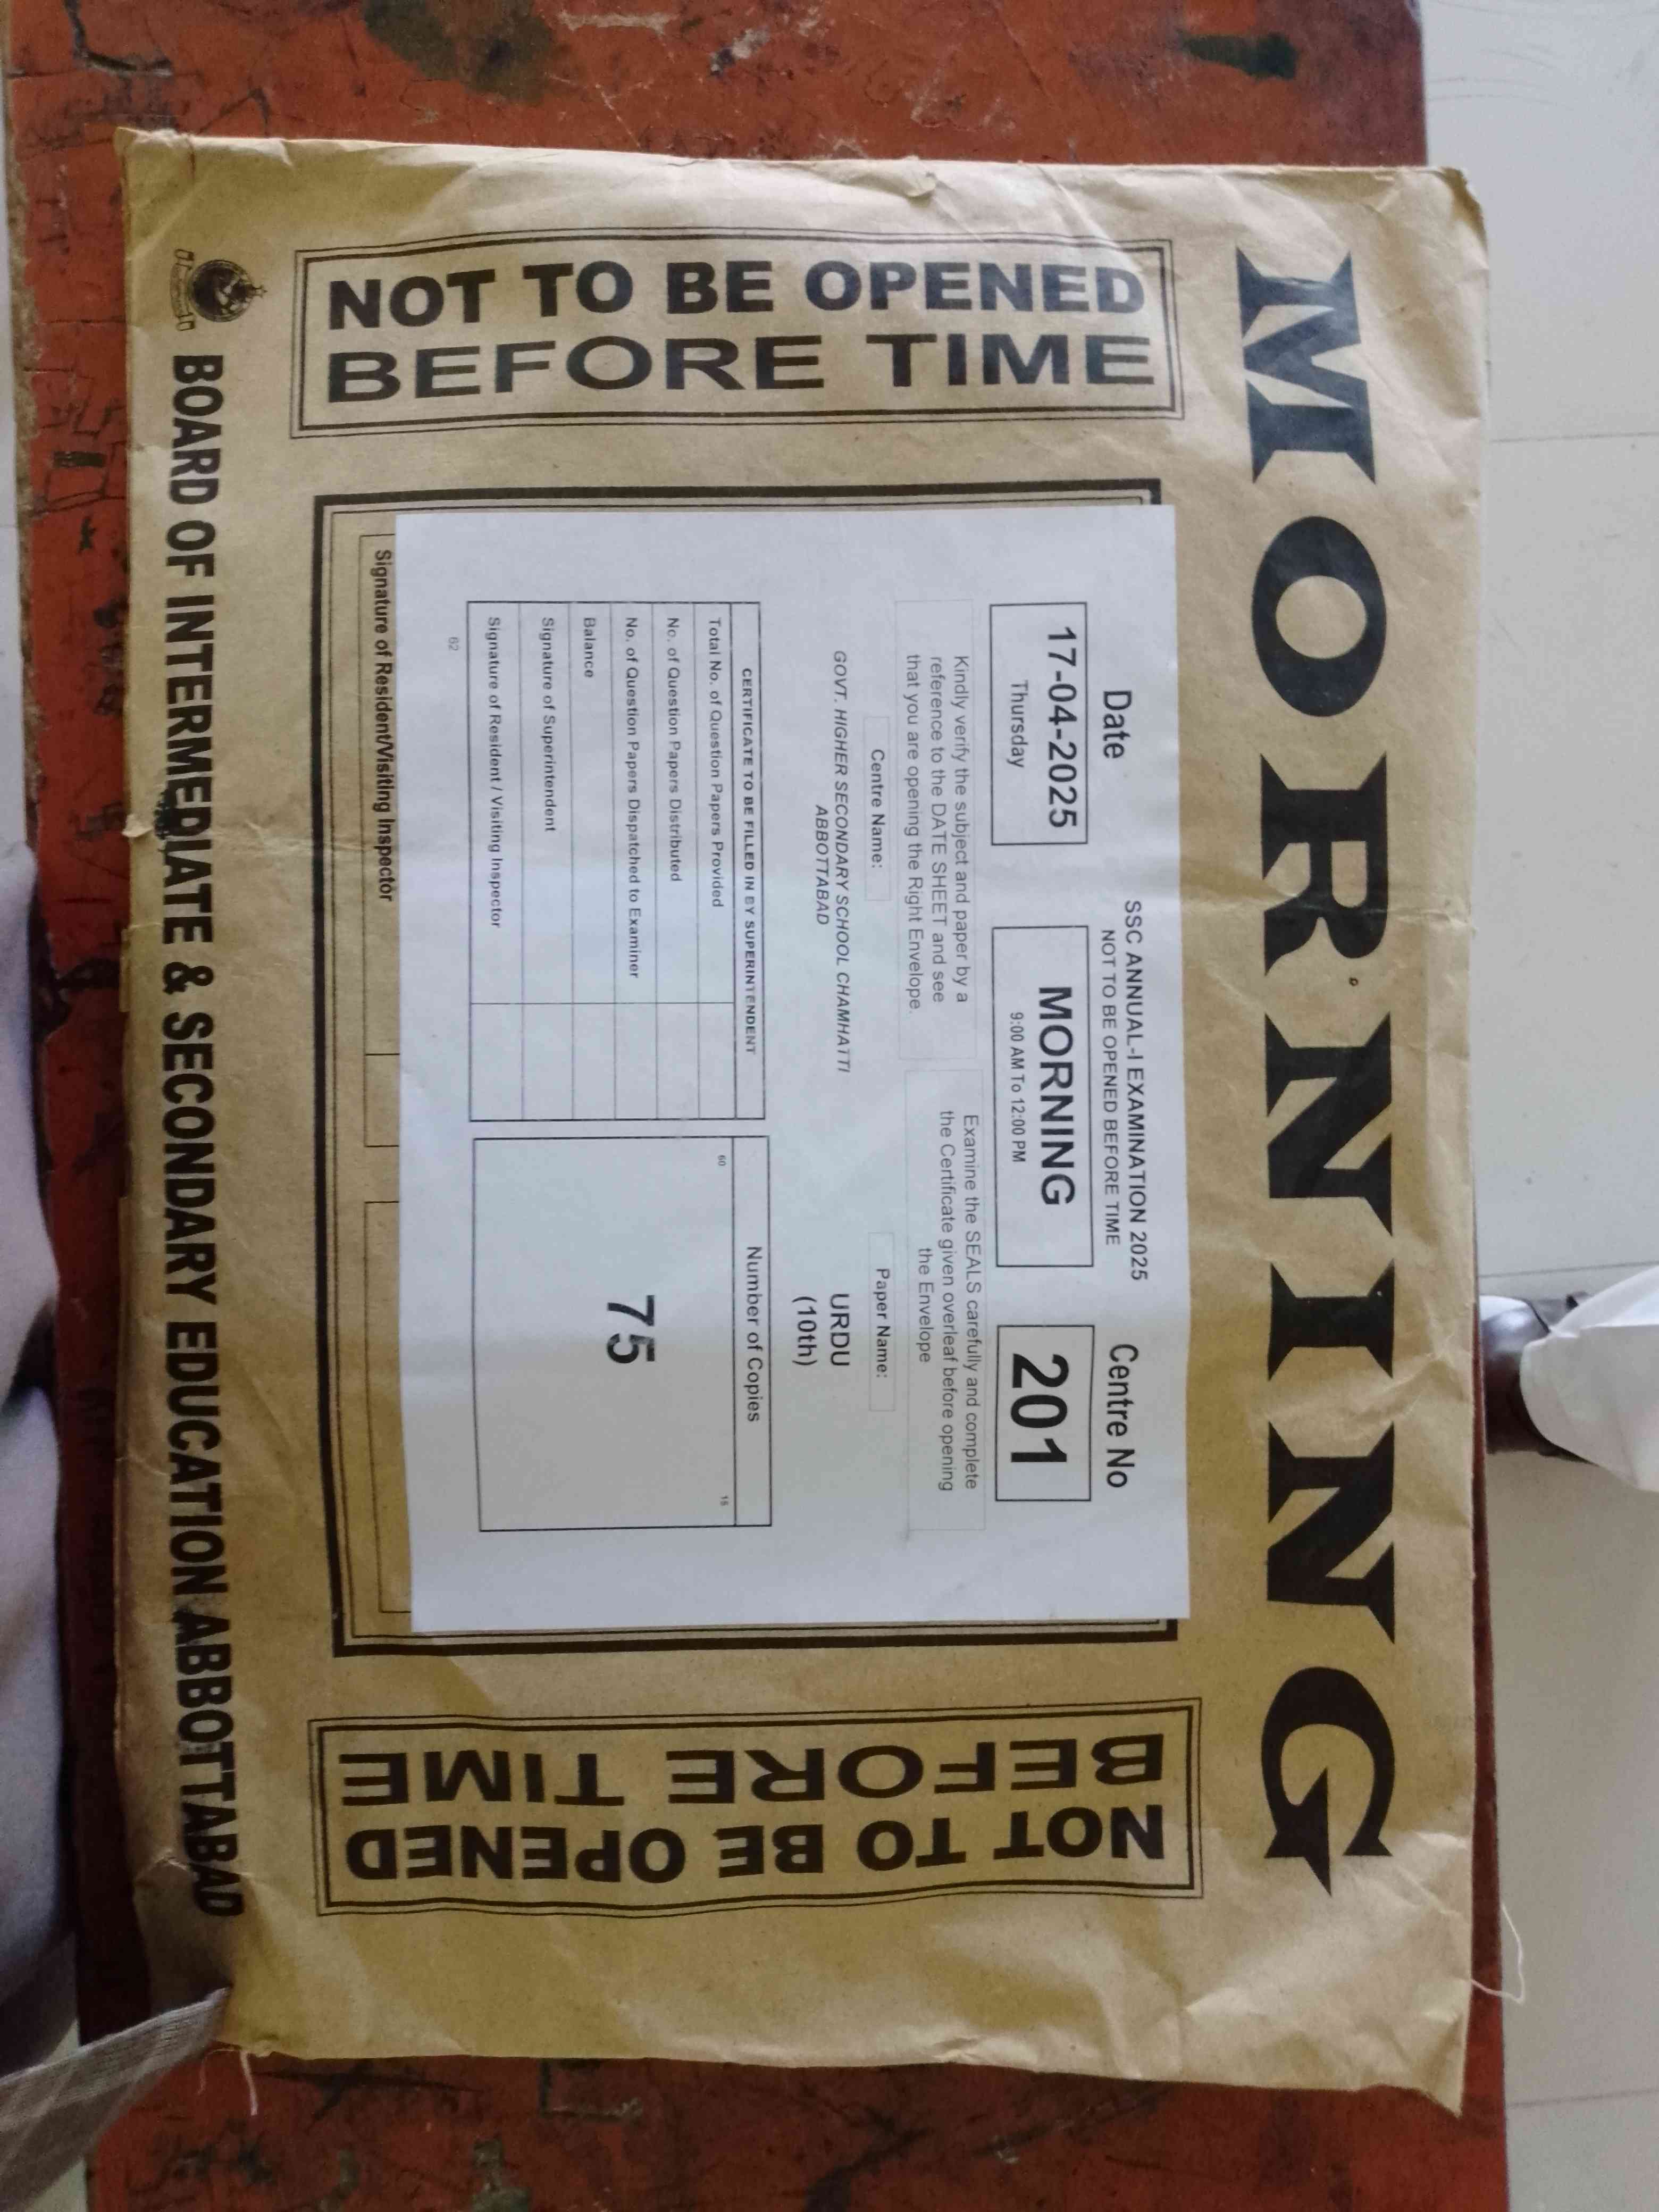 MORNING
NOT TO BE OPENED
BEFORE TIME
SSC ANNUAL-I EXAMINATION 2025
NOT TO BE OPENED BEFORE TIME
Date
17-04-2025
Thursday
MORNING
9:00 AM To 12:00 PM
Centre No
201
Kindly verify the subject and paper by a
reference to the DATE SHEET and see
that you are opening the Right Envelope.
Examine the SEALS carefully and complete
the Certificate given overleaf before opening
the Envelope
Centre Name:
GOVT. HIGHER SECONDARY SCHOOL CHAMHATTI
ABBOTTABAD
Paper Name:
URDU
(10th)
CERTIFICATE TO BE FILLED IN BY SUPERINTENDENT
Total No. of Question Papers Provided
No. of Question Papers Distributed
No. of Question Papers Dispatched to Examiner
Balance
Signature of Superintendent
Signature of Resident / Visiting Inspector
62
Number of Copies
60
15
75
Signature of Resident/Visiting Inspector
NOT TO BE OPENED
BEFORE TIME
BOARD OF INTERMEDIATE & SECONDARY EDUCATION ABBOTTABAD